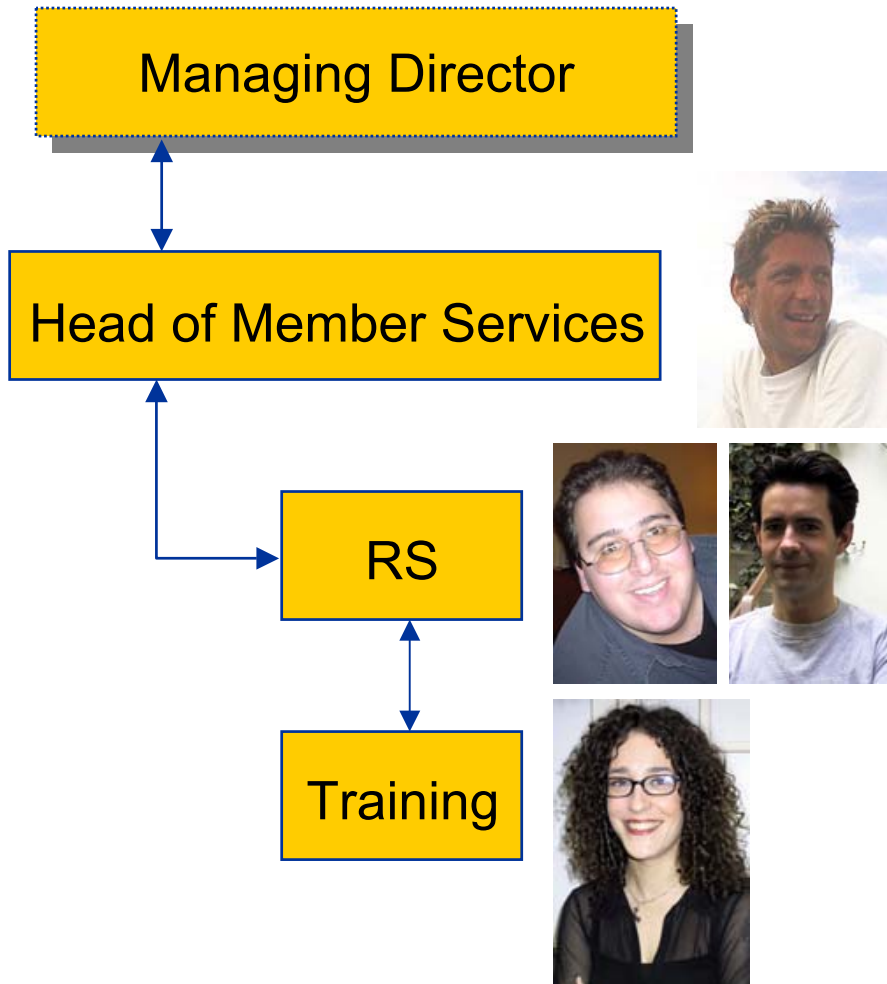 Managing Director
Head of Member Services
RS
Training